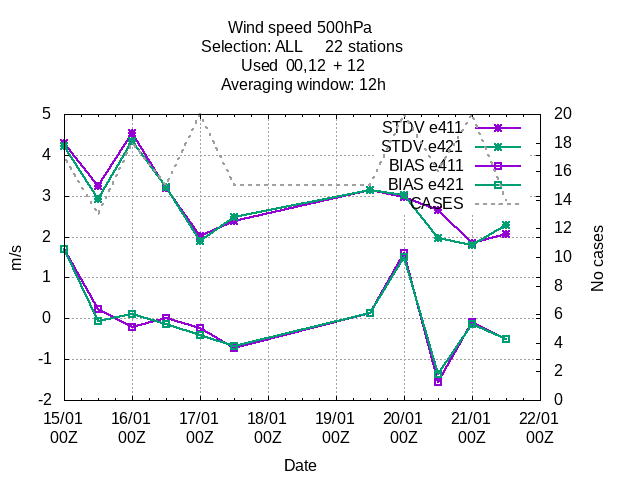 Wind speed 500hPa
Selection: ALL 22 stations
Used 00,12 + 12
Averaging window: 12h
5 20
4 18
3 16
2 14
1 12
0 10
-1 8
-2 6
4
2
0
STDV e411
STDV e421
BIAS e411
BIAS e421
CASES
m/s
No cases
15/01 16/01 17/01 18/01 19/01 20/01 21/01 22/01
00Z 00Z 00Z 00Z 00Z 00Z 00Z 00Z
Date